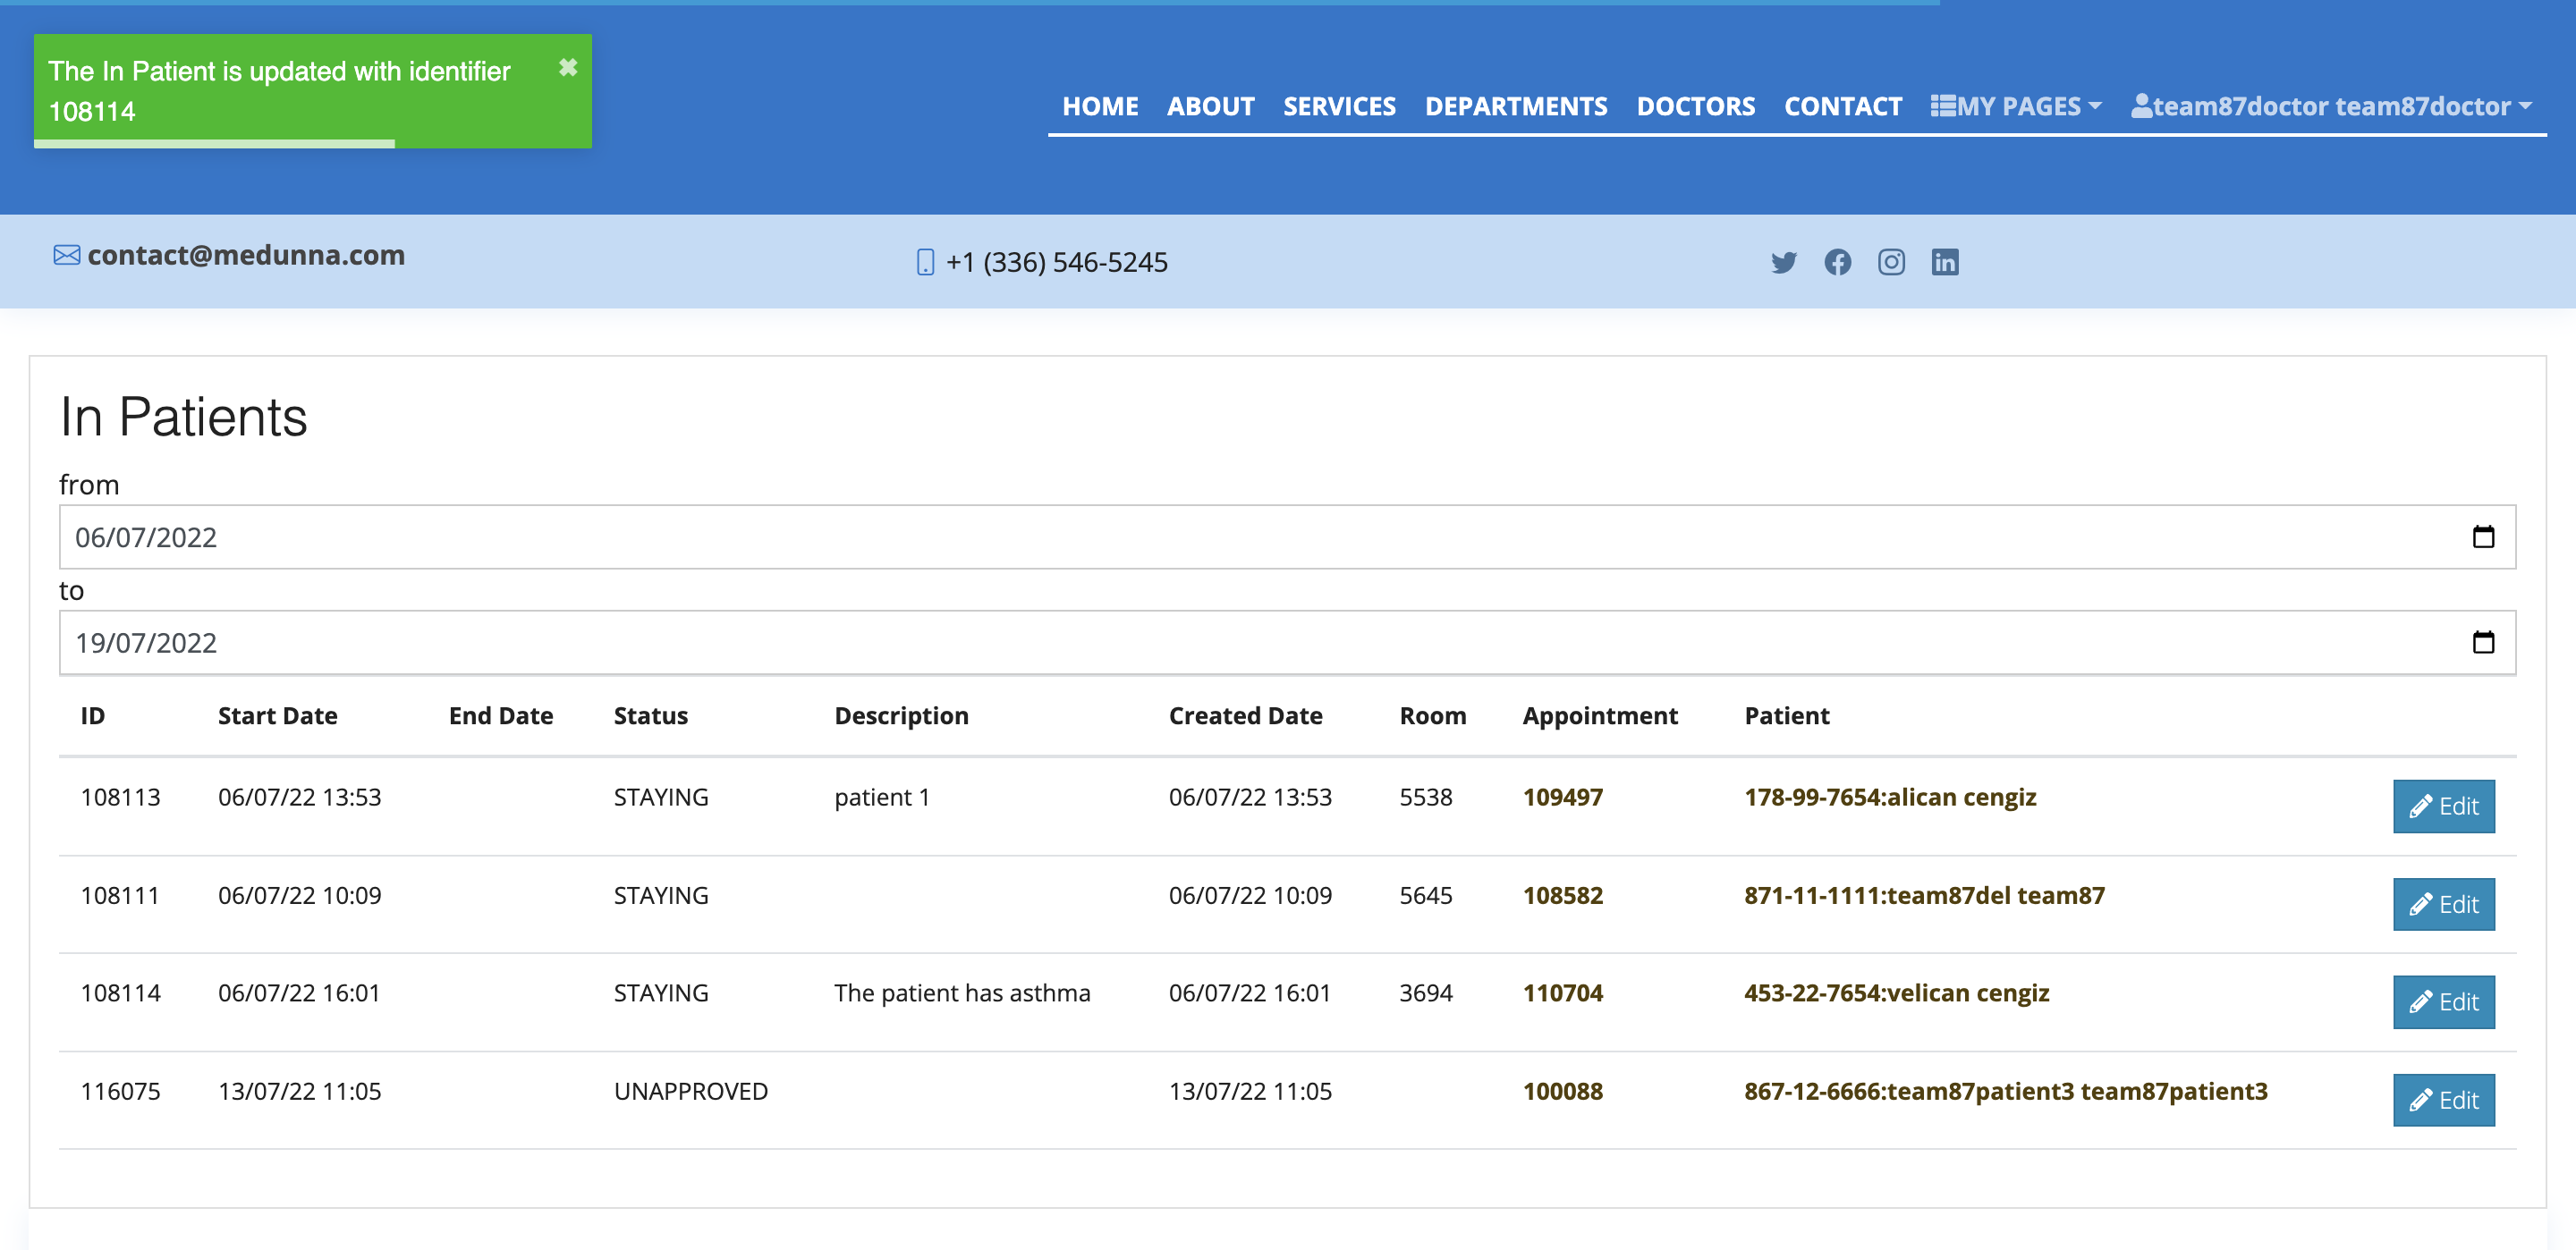 The In Patient is updated with identifier
108114
HOME ABOUT SERVICES DEPARTMENTS DOCTORS CONTACT MY PAGES team87doctor team87doctor
contact@medunna.com +1 (336) 546-5245
In Patients
from
06/07/2022
to
19/07/2022
ID Start Date End Date Status Description Created Date Room Appointment Patient
108113 06/07/22 13:53 STAYING patient 1 06/07/22 13:53 5538 109497 178-99-7654:alican cengiz Edit
108111 06/07/22 10:09 STAYING 06/07/22 10:09 5645 108582 871-11-1111:team87del team87 Edit
108114 06/07/22 16:01 STAYING The patient has asthma 06/07/22 16:01 3694 110704 453-22-7654:velican cengiz Edit
116075 13/07/22 11:05 UNAPPROVED 13/07/22 11:05 100088 867-12-6666:team87patient3 team87patient3 Edit